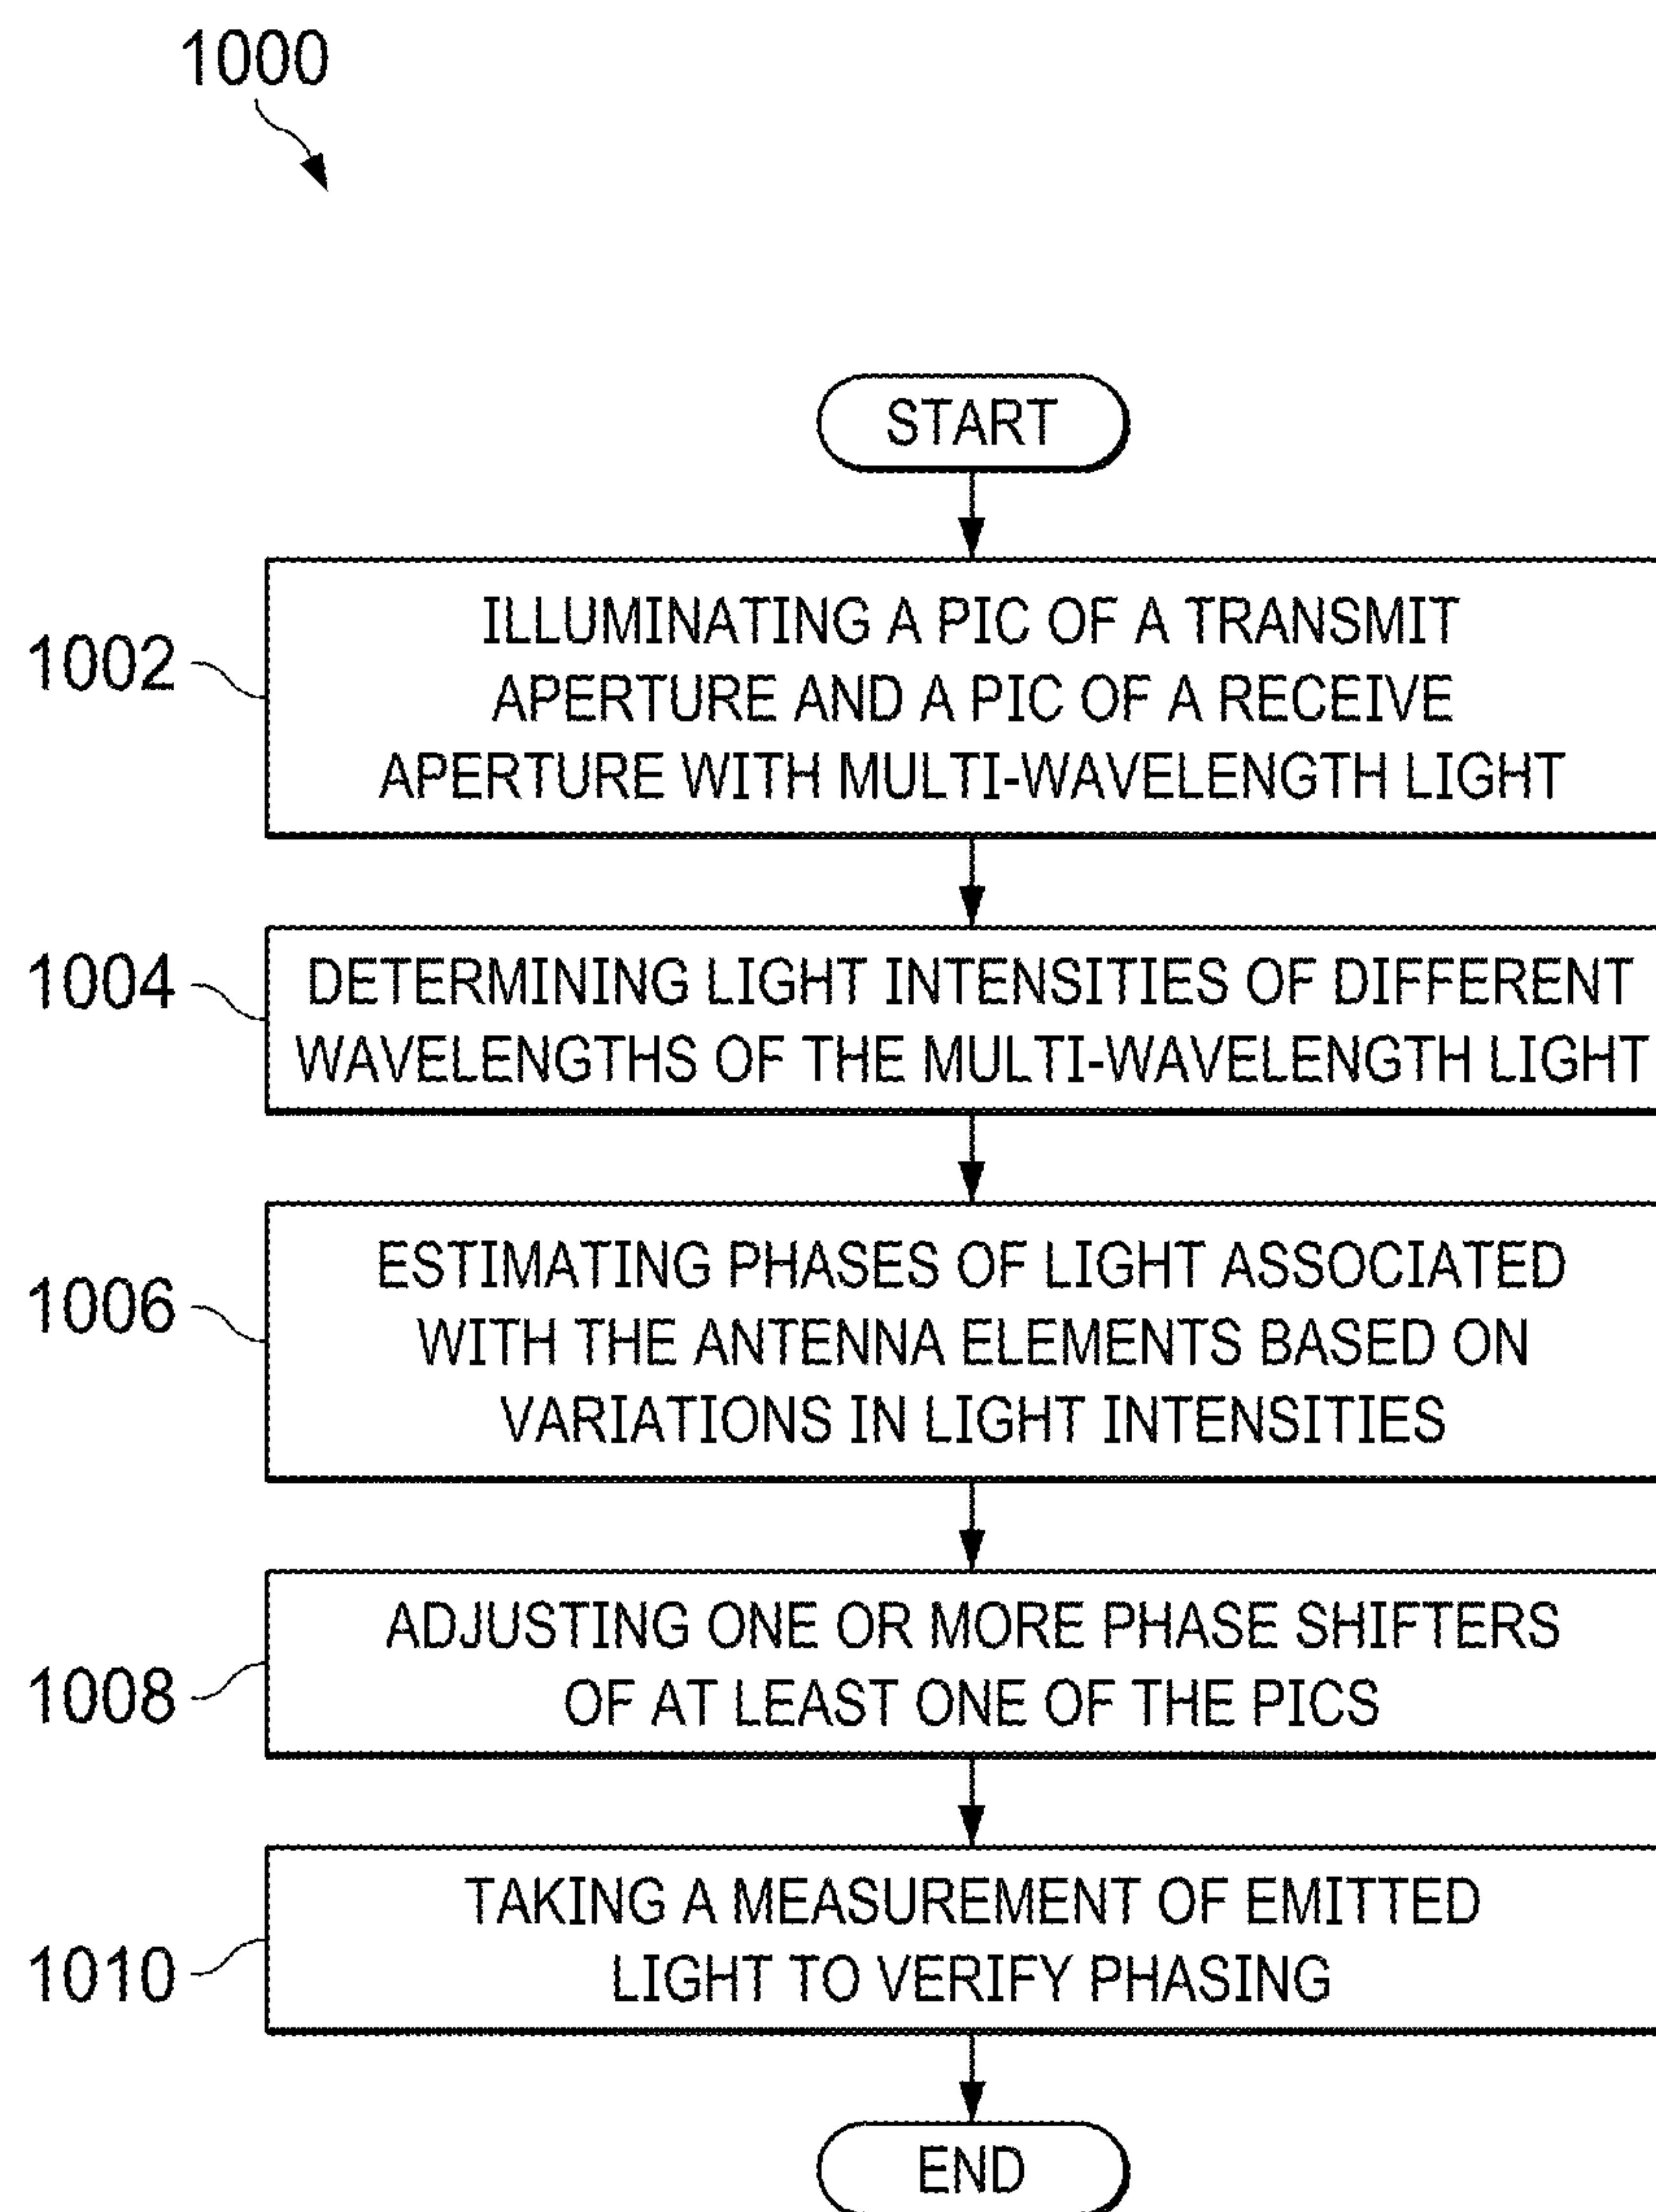 1000
START
1002
ILLUMINATING A PIC OF A TRANSMIT
APERTURE AND A PIC OF A RECEIVE
APERTURE WITH MULTI-WAVELENGTH LIGHT
1004
DETERMINING LIGHT INTENSITIES OF DIFFERENT
WAVELENGTHS OF THE MULTI-WAVELENGTH LIGHT
1006
ESTIMATING PHASES OF LIGHT ASSOCIATED
WITH THE ANTENNA ELEMENTS BASED ON
VARIATIONS IN LIGHT INTENSITIES
1008
ADJUSTING ONE OR MORE PHASE SHIFTERS
OF AT LEAST ONE OF THE PICS
1010
TAKING A MEASUREMENT OF EMITTED
LIGHT TO VERIFY PHASING
END